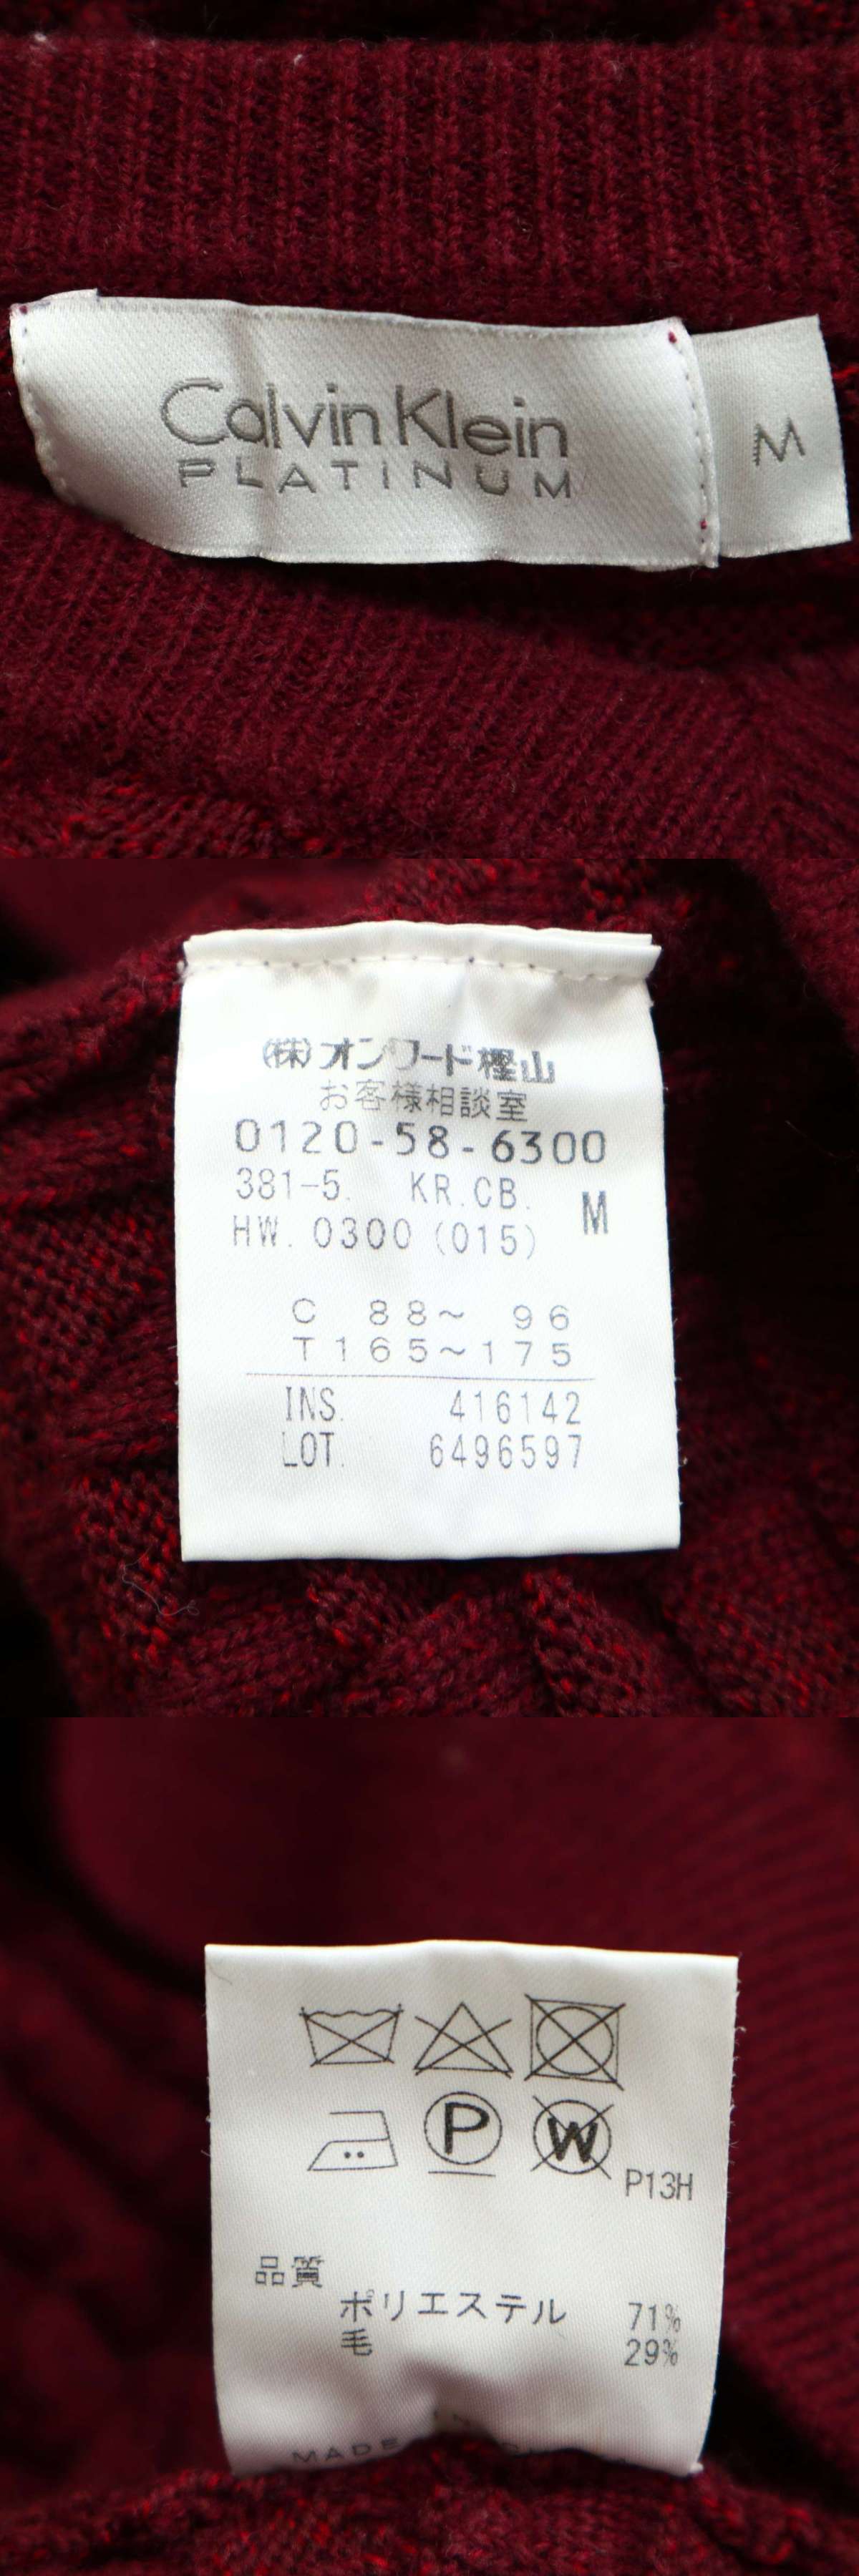 Calvin Klein
PLATINUM
M
(株)オンワード樫山
お客様相談室
0120-58-6300
381-5. KR.CB.
M
HW. 0300 (015)
C 88～ 96
T165～175
INS. 416142
LOT. 6496597
P
W
P13H
品質
ポリエステル 71%
毛 29%
MADE IN